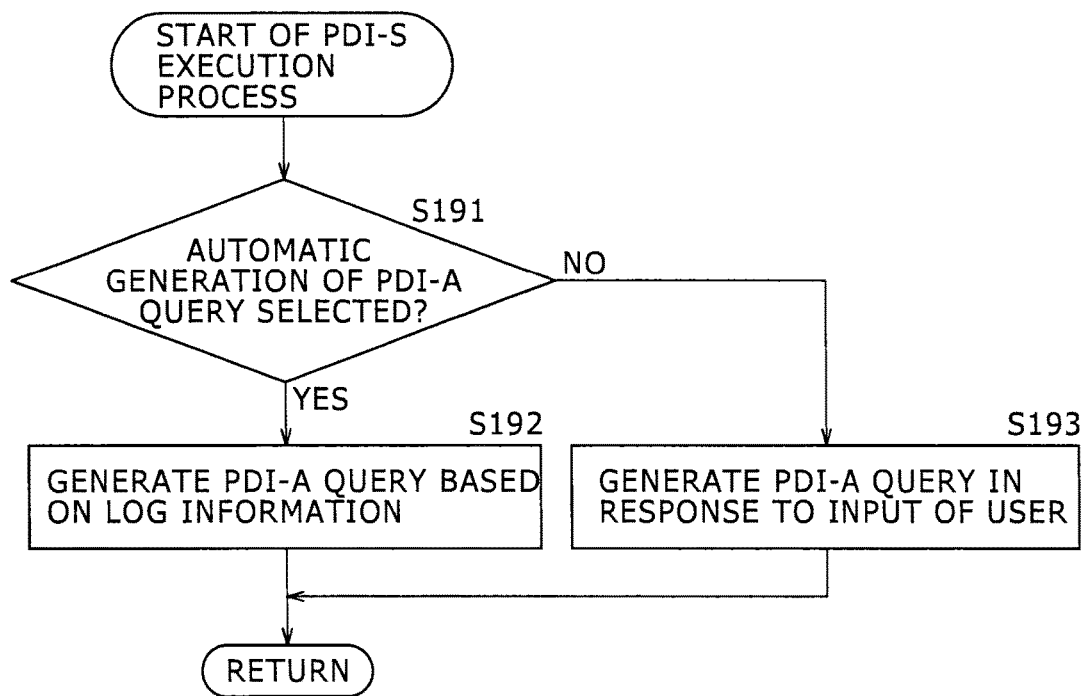 START OF PDI-S
EXECUTION
PROCESS
S191
AUTOMATIC
GENERATION OF PDI-A
QUERY SELECTED?
NO
YES
S192
GENERATE PDI-A QUERY BASED
ON LOG INFORMATION
S193
GENERATE PDI-A QUERY IN
RESPONSE TO INPUT OF USER
RETURN